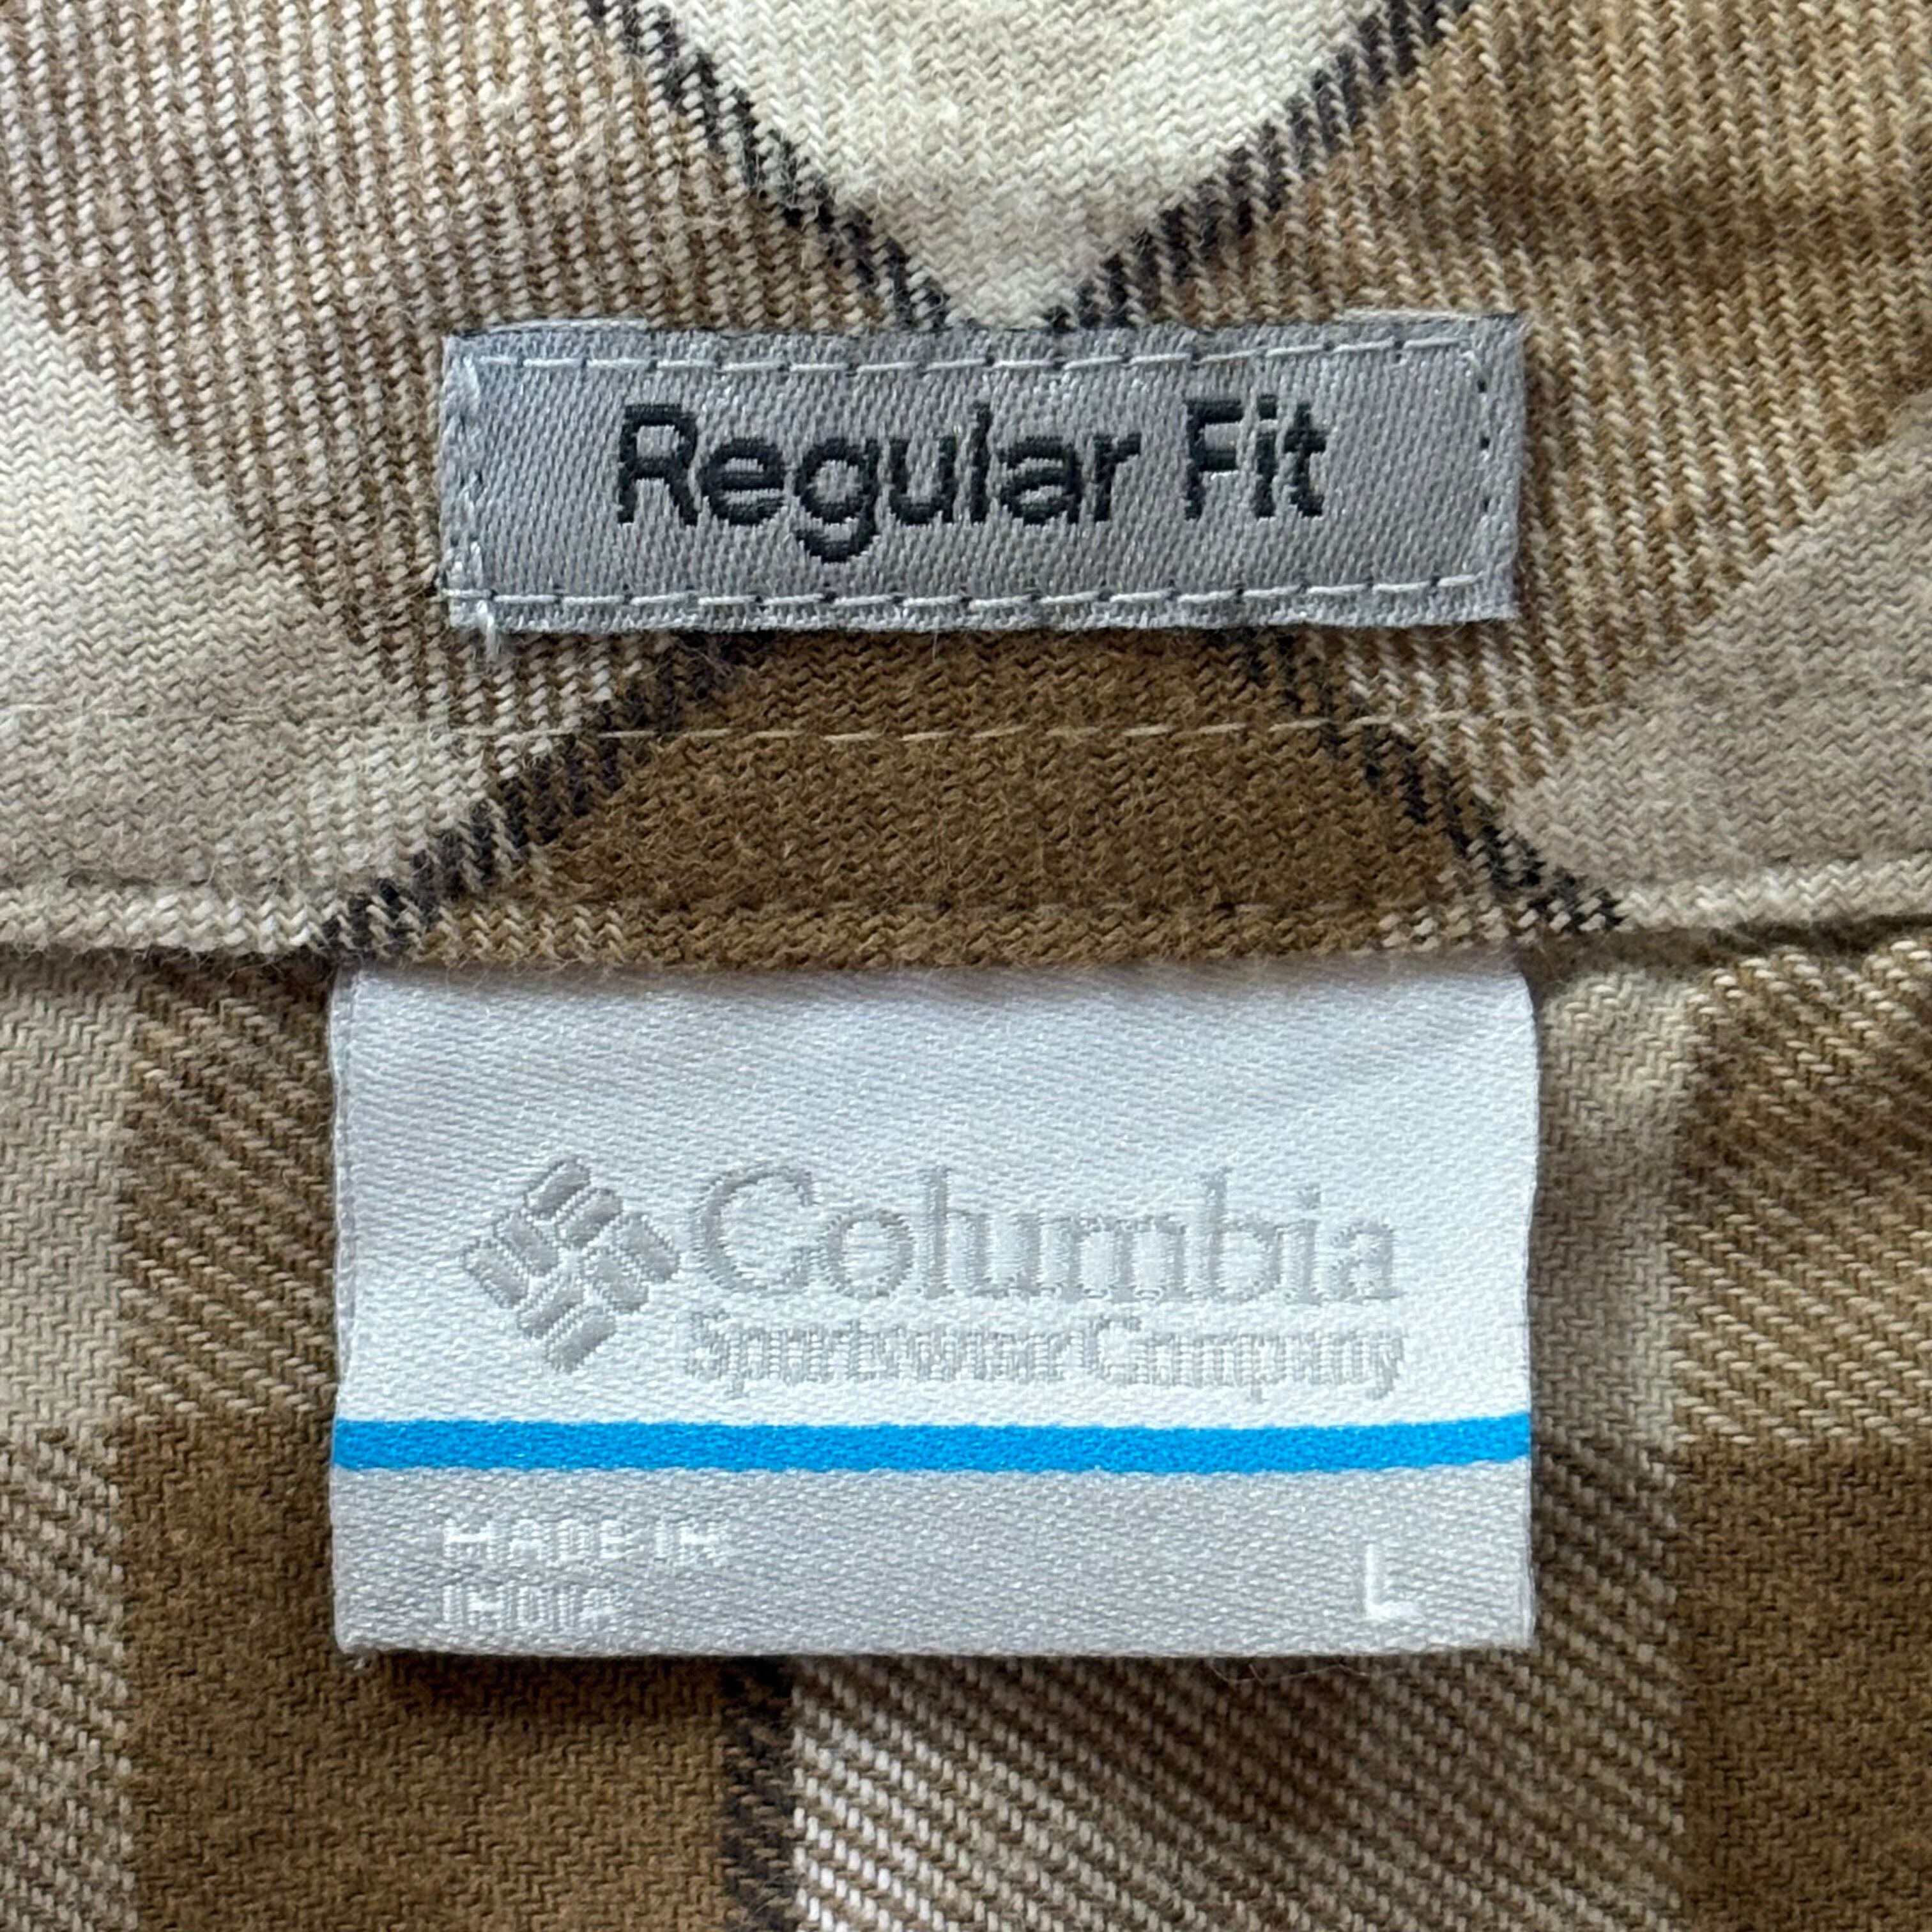 Regular Fit
Columbia
Sportswear Company
MADE IN
INDIA
L